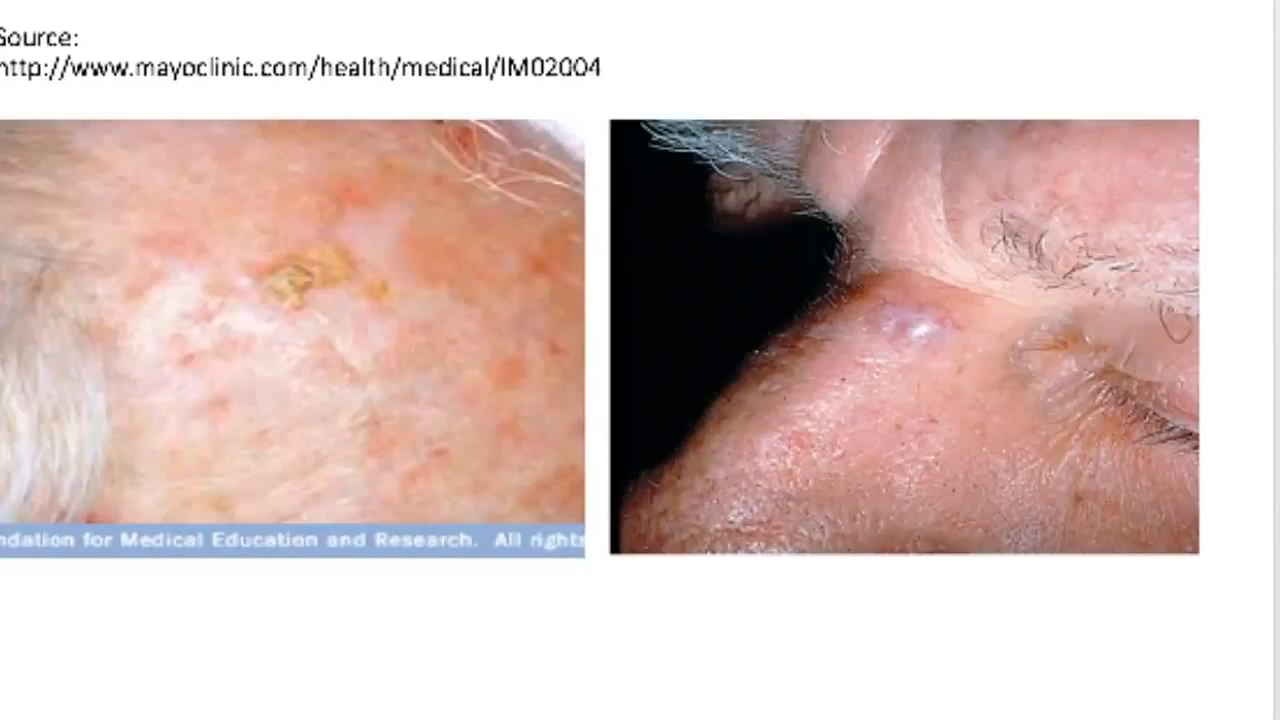 Source:
http://www.mayoclinic.com/health/medical/IM02004
ndation for Medical Education and Research. All rights